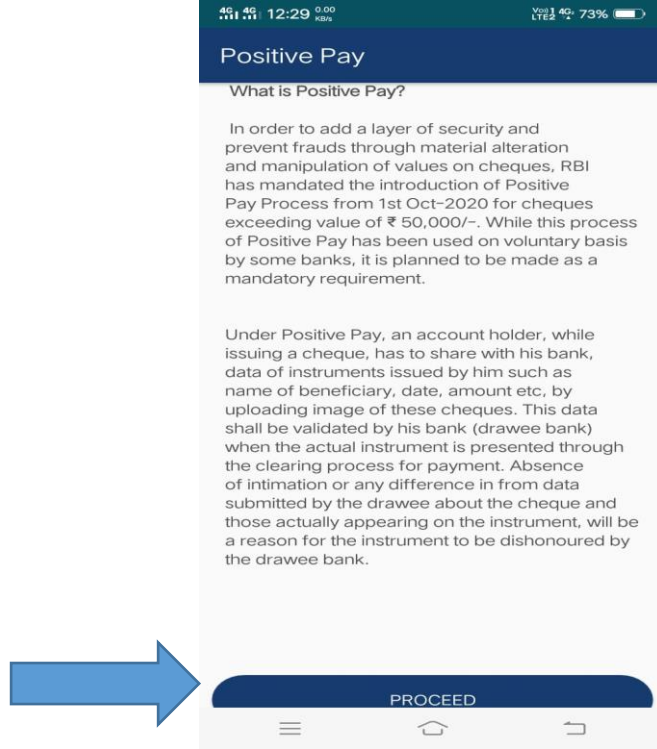 4G 4G 12:29 0.00 KB/s Vo 1 LTE2 4G 73%
Positive Pay
What is Positive Pay?
In order to add a layer of security and
prevent frauds through material alteration
and manipulation of values on cheques, RBI
has mandated the introduction of Positive
Pay Process from 1st Oct-2020 for cheques
exceeding value of ₹ 50,000/-. While this process
of Positive Pay has been used on voluntary basis
by some banks, it is planned to be made as a
mandatory requirement.
Under Positive Pay, an account holder, while
issuing a cheque, has to share with his bank,
data of instruments issued by him such as
name of beneficiary, date, amount etc, by
uploading image of these cheques. This data
shall be validated by his bank (drawee bank)
when the actual instrument is presented through
the clearing process for payment. Absence
of intimation or any difference in from data
submitted by the drawee about the cheque and
those actually appearing on the instrument, will be
a reason for the instrument to be dishonoured by
the drawee bank.
PROCEED